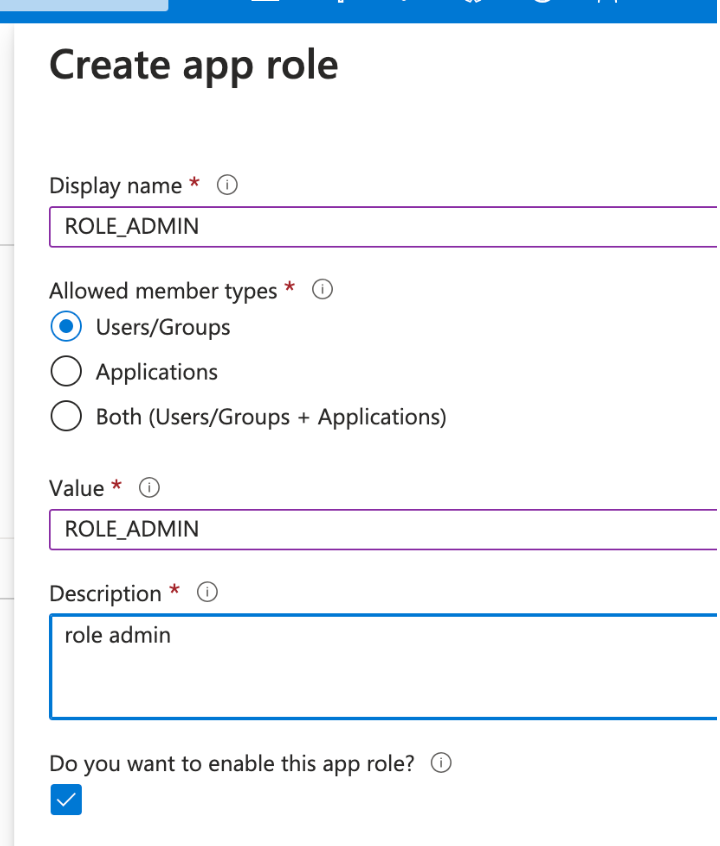 Create app role
Display name *
ROLE_ADMIN
Allowed member types *
Users/Groups
Applications
Both (Users/Groups + Applications)
Value *
ROLE_ADMIN
Description *
role admin
Do you want to enable this app role?